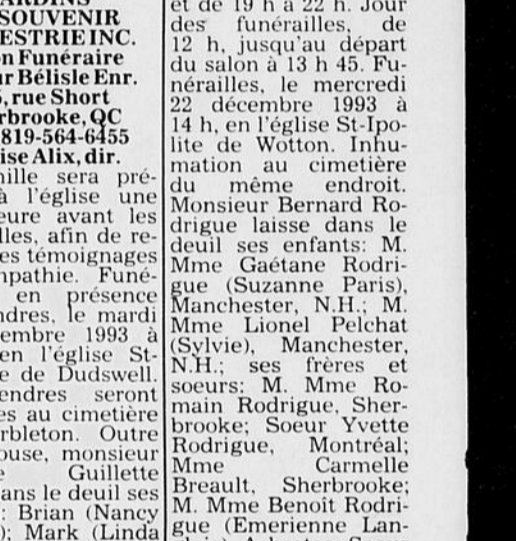 SOUVENIR
ESTRIE INC.
n Funéraire
ur Bélisle Enr.
, rue Short
rbrooke, QC
819-564-6455
ise Alix, dir.
nille sera pré-
à l'église une
eure avant les
lles, afin de re-
es témoignages
npathie. Funé-
en présence
ndres, le mardi
embre 1993 à
en l'église St-
e de Dudswell.
endres seront
es au cimetière
rbleton. Outre
ouse, monsieur
e Guillette
ans le deuil ses
: Brian (Nancy
); Mark (Linda
et de 19 h à 22 h. Jour
des funérailles, de
12 h, jusqu'au départ
du salon à 13 h 45. Fu-
nérailles, le mercredi
22 décembre 1993 à
14 h, en l'église St-Ipo-
lite de Wotton. Inhu-
mation au cimetière
du même endroit.
Monsieur Bernard Ro-
drigue laisse dans le
deuil ses enfants: M.
Mme Gaétane Rodri-
gue (Suzanne Paris),
Manchester, N.H.; M.
Mme Lionel Pelchat
(Sylvie), Manchester,
N.H.; ses frères et
soeurs: M. Mme Ro-
main Rodrigue, Sher-
brooke; Soeur Yvette
Rodrigue, Montréal;
Mme Carmelle
Breault, Sherbrooke;
M. Mme Benoît Rodri-
gue (Emerienne Lan-